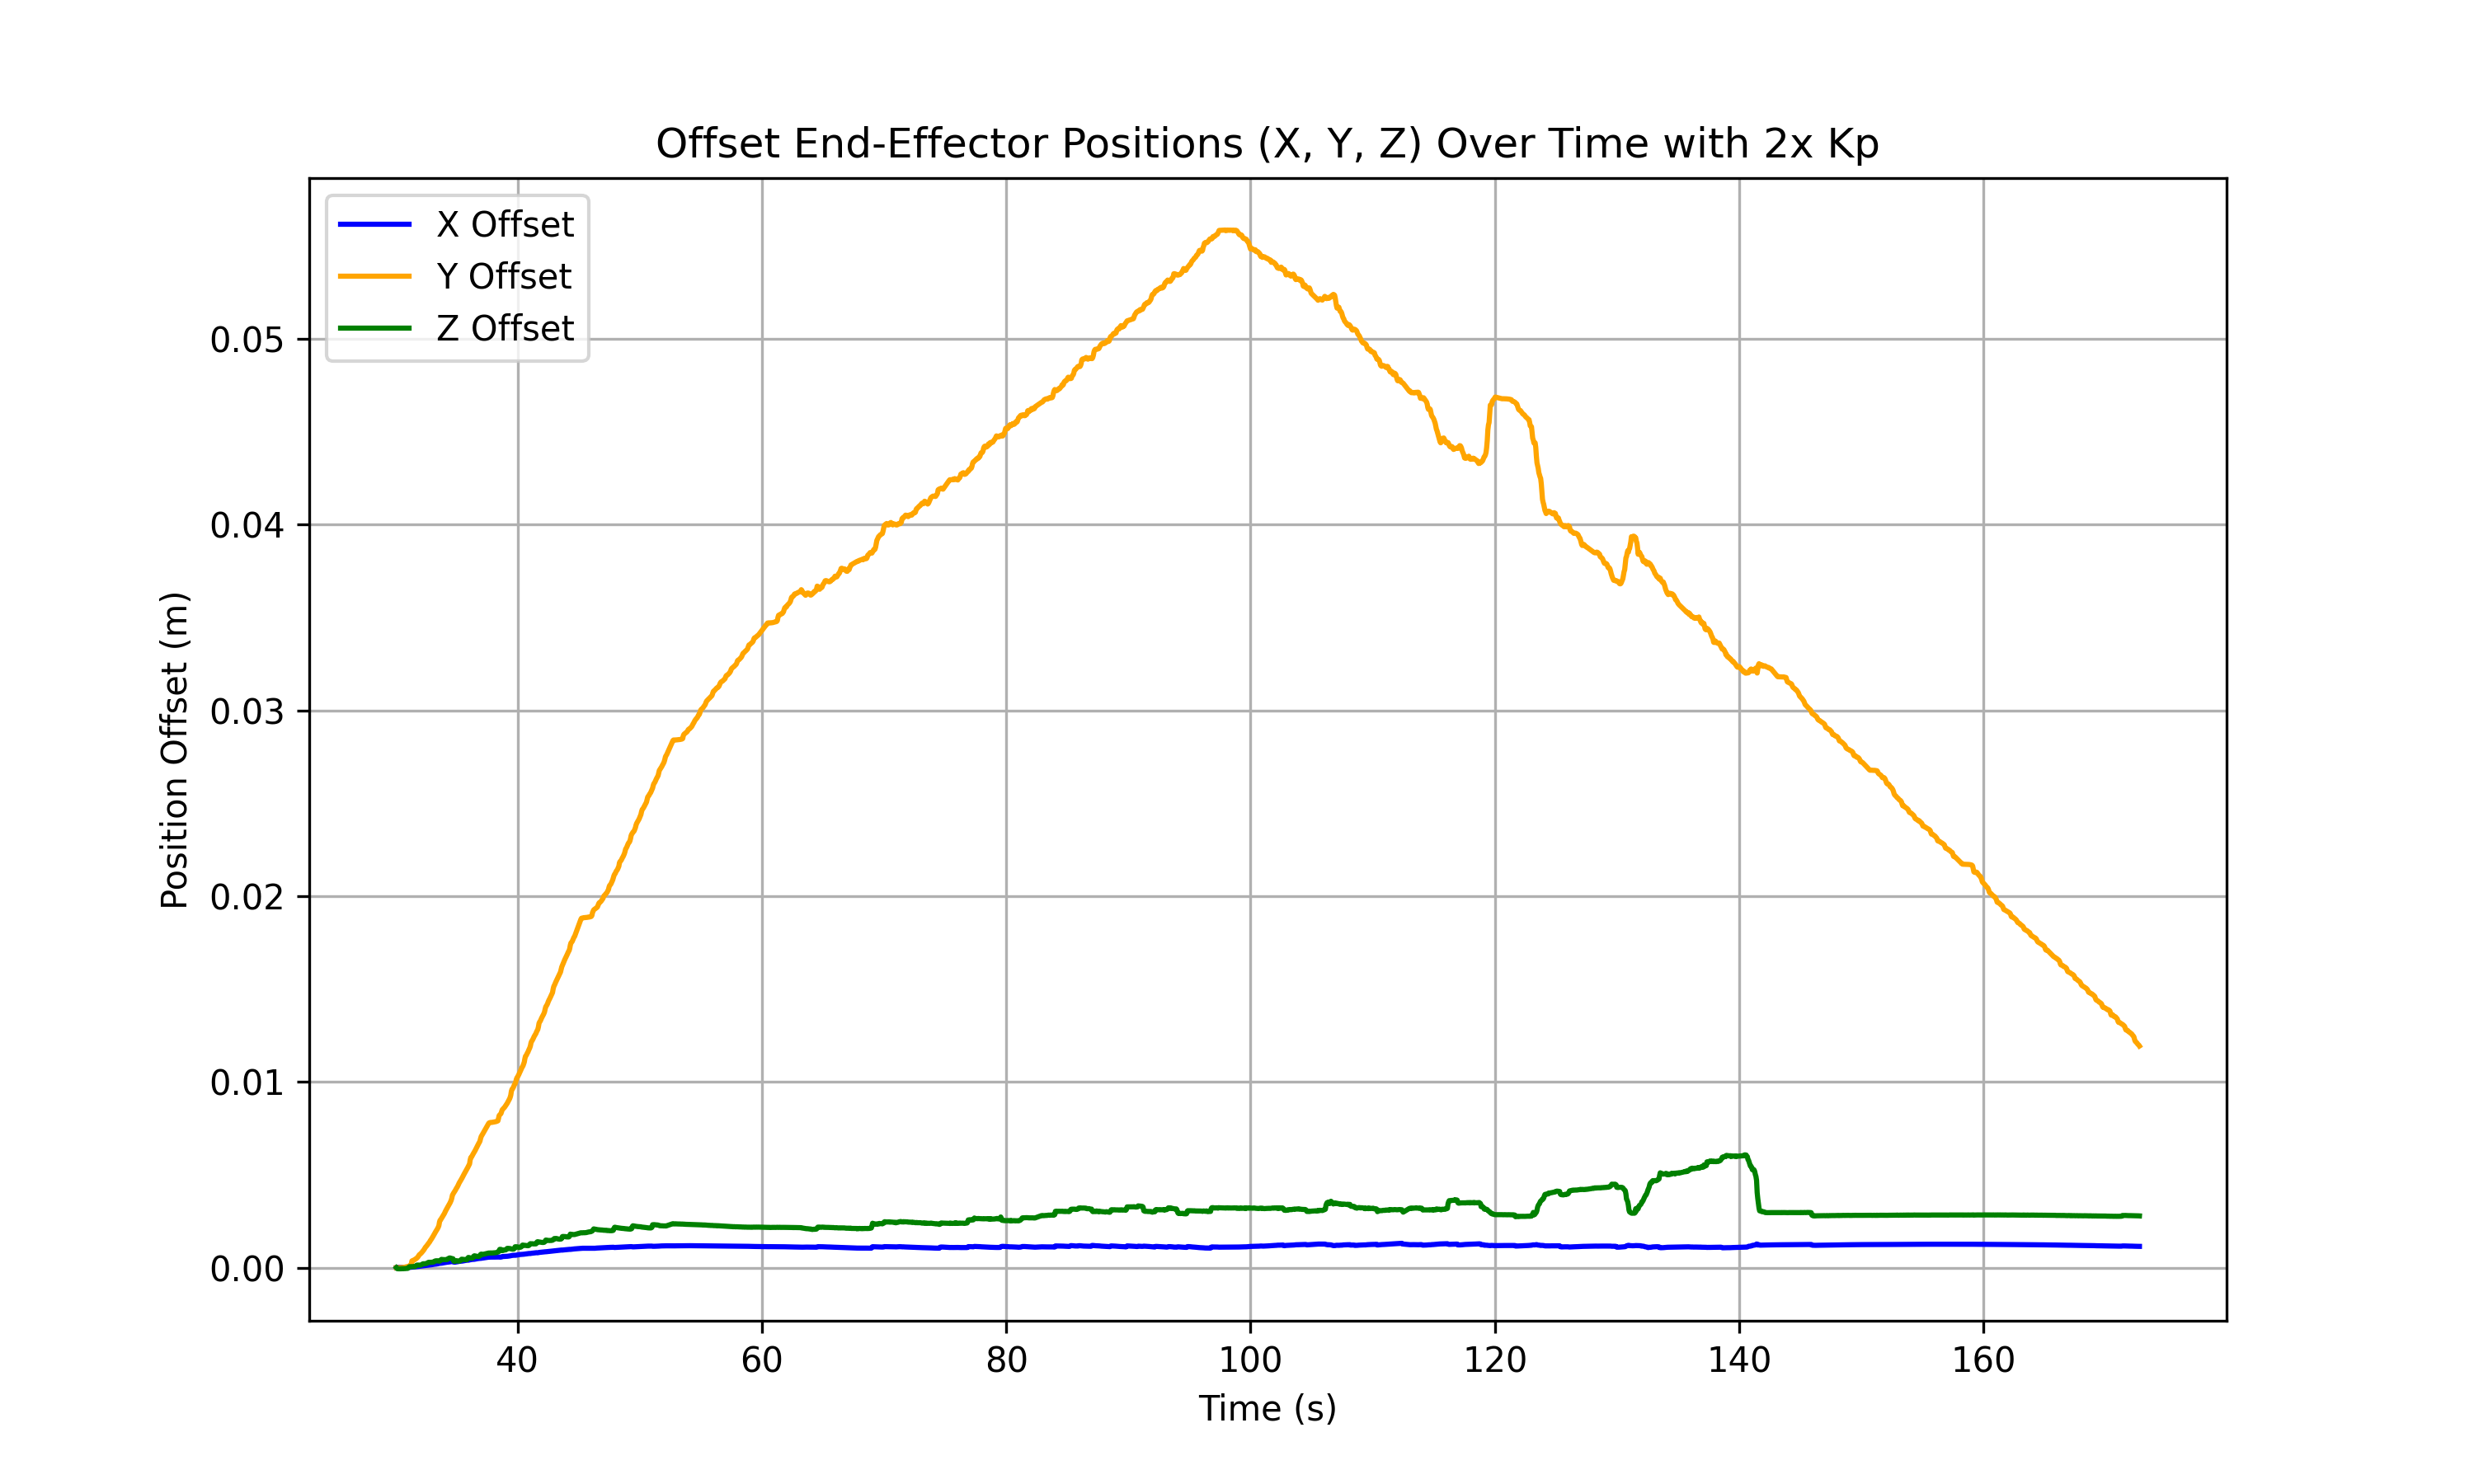 Offset End-Effector Positions (X, Y, Z) Over Time with 2x Kp
X Offset
Y Offset
Z Offset
Position Offset (m)
0.05
0.04
0.03
0.02
0.01
0.00
40 60 80 100 120 140 160
Time (s)